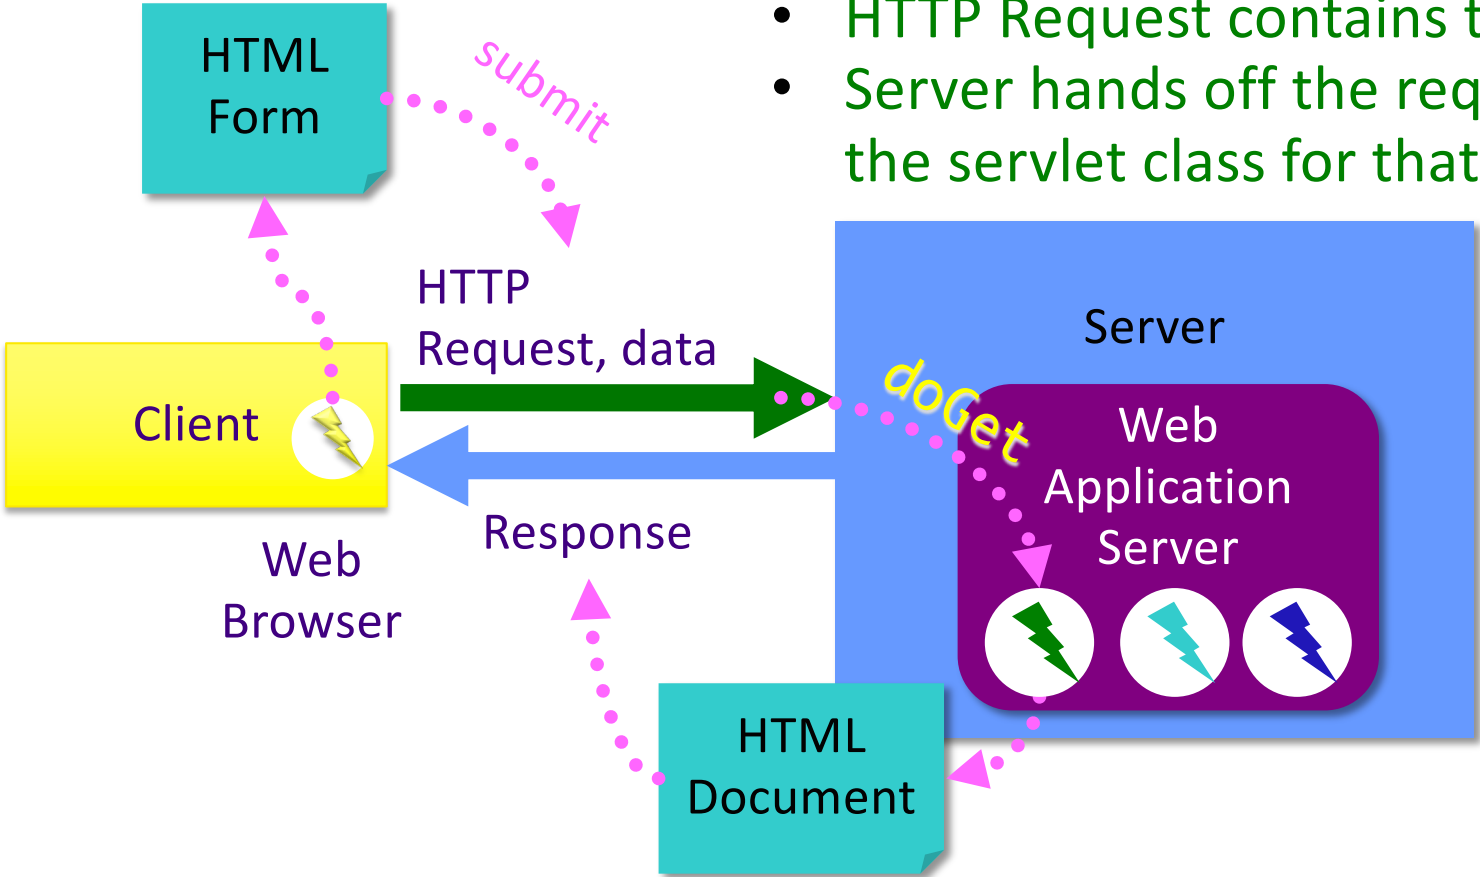 HTTP Request contains t
Server hands off the req
the servlet class for that
HTML
Form
submit
HTTP
Request, data
Server
doGet
Client
Web
Application
Server
Response
Web
Browser
HTML
Document